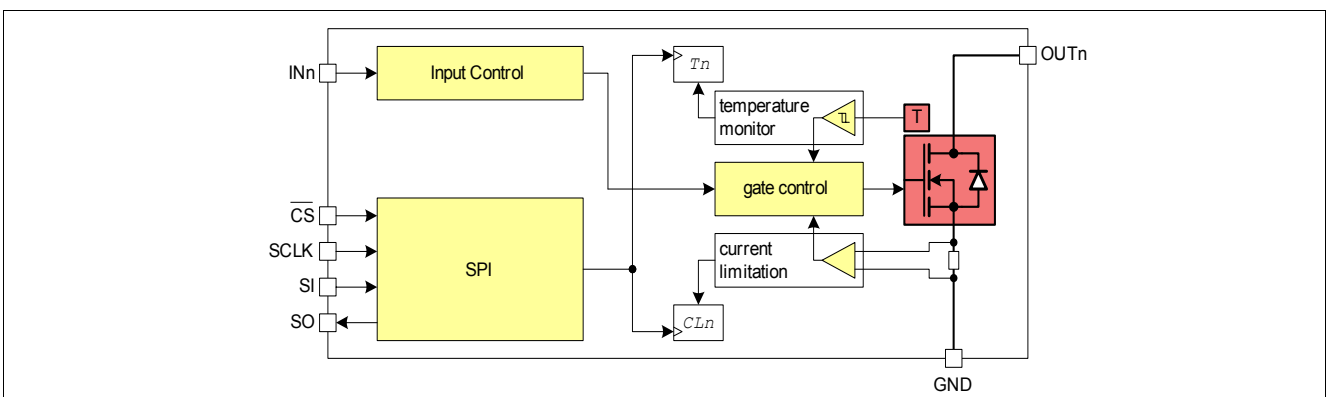 OUTn
INn
Input Control
Tn
temperature
monitor
T
gate control
CS
SCLK
SI
SO
SPI
current
limitation
CLn
GND